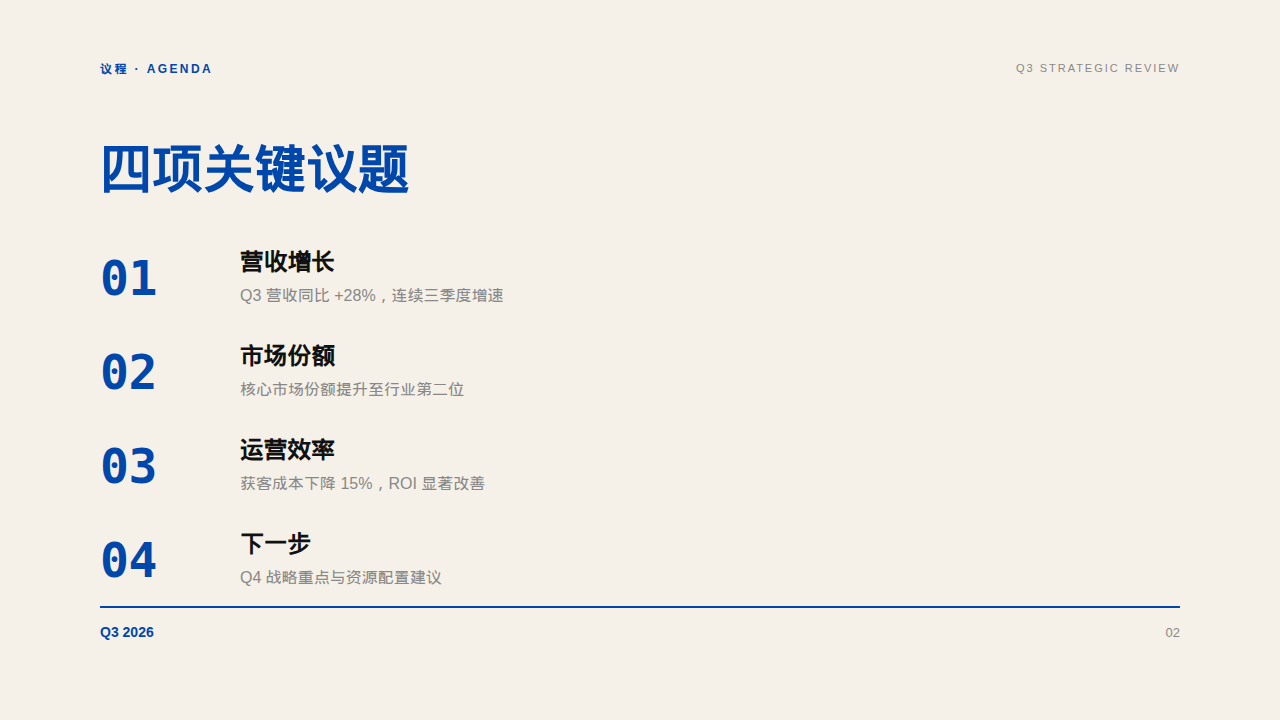 议程 · AGENDA
Q3 STRATEGIC REVIEW
四项关键议题
01
营收增长
Q3 营收同比 +28%，连续三季度增速
02
市场份额
核心市场份额提升至行业第二位
03
运营效率
获客成本下降 15%，ROI 显著改善
04
下一步
Q4 战略重点与资源配置建议
Q3 2026
02